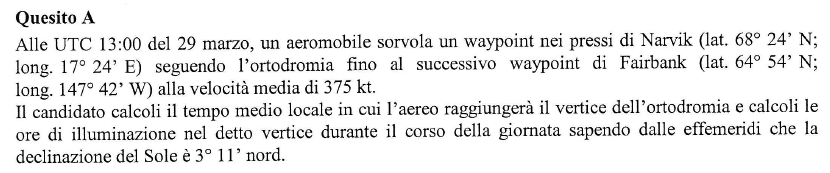 Quesito A
Alle UTC 13:00 del 29 marzo, un aeromobile sorvola un waypoint nei pressi di Narvik (lat. 68° 24’ N;
long. 17° 24’ E) seguendo l’ortodromia fino al successivo waypoint di Fairbank (lat. 64° 54’ N;
long. 147° 42’ W) alla velocità media di 375 kt.
Il candidato calcoli il tempo medio locale in cui l’aereo raggiungerà il vertice dell’ortodromia e calcoli le
ore di illuminazione nel detto vertice durante il corso della giornata sapendo dalle effemeridi che la
declinazione del Sole è 3° 11’ nord.